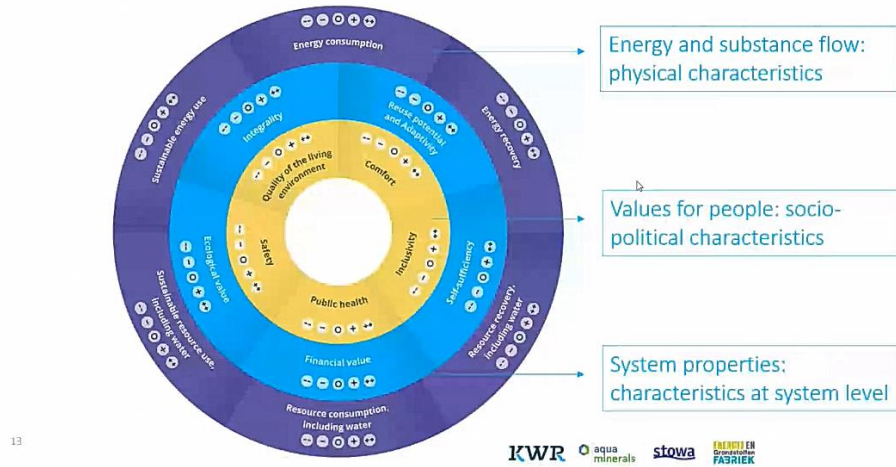 Energy consumption
Sustainable energy use
Energy recovery
Integrality
Reuse potential
and Adaptivity
Quality of the living
environment
Comfort
Safety
Inclusivity
Public health
Ecological value
Self-sufficiency
Financial value
Sustainable resource use,
including water
Resource recovery,
including water
Resource consumption,
including water
-- - O + ++
Energy and substance flow:
physical characteristics
Values for people: socio-
political characteristics
System properties:
characteristics at system level
13
KWR
aqua
minerals
stowa
ENERGIE EN
Grondstoffen
FABRIEK